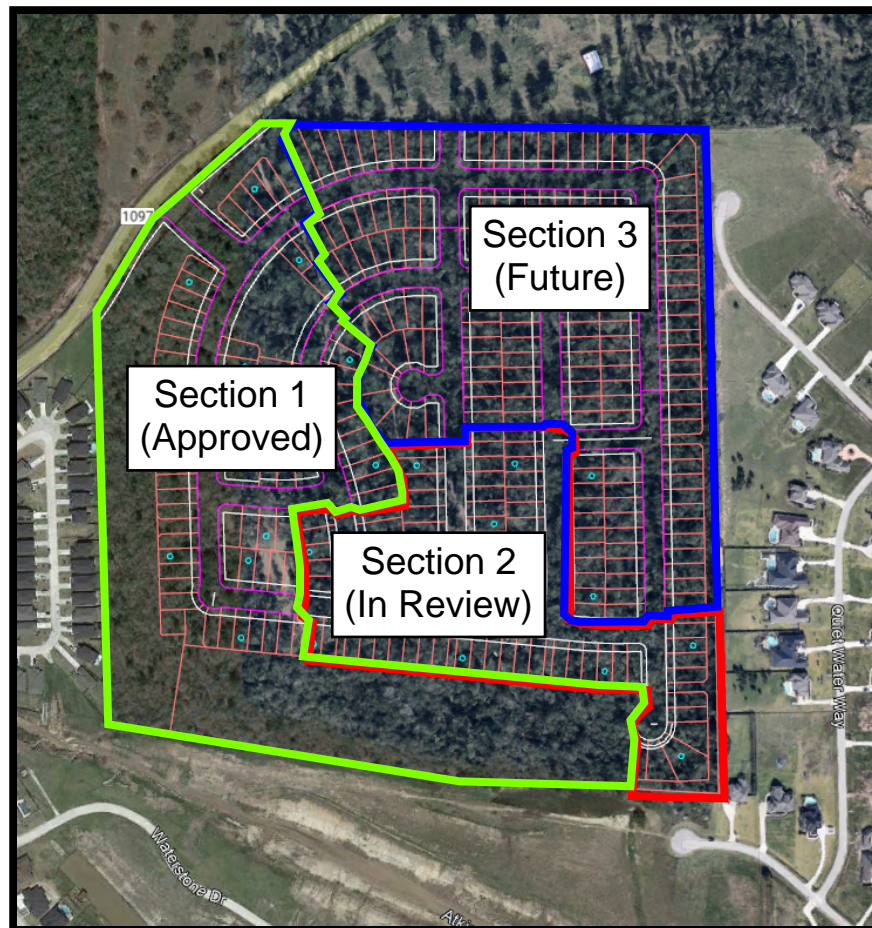 1097
Section 3
(Future)
Section 1
(Approved)
Section 2
(In Review)
Quiet Water Way
Waterstone Dr